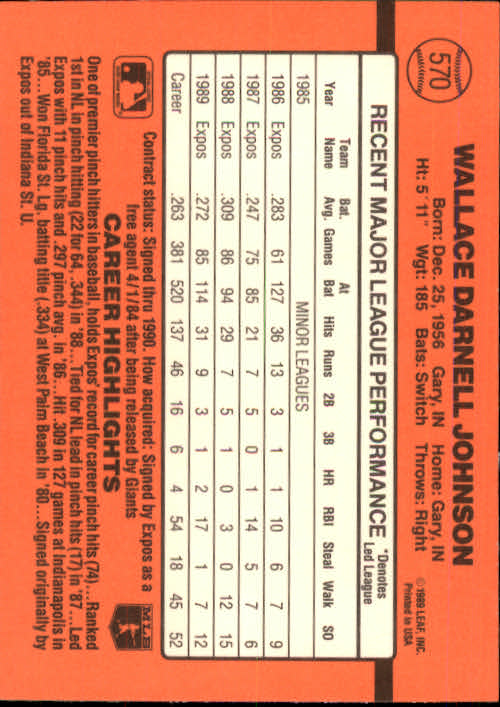 570
WALLACE DARNELL JOHNSON
Born: Dec. 25, 1956 Gary, IN Home: Gary, IN
Ht: 5' 11" Wgt: 185 Bats: Switch Throws: Right
© 1989 LEAF, INC.
Printed in USA
RECENT MAJOR LEAGUE PERFORMANCE *Denotes Led League
Year Team Name Bat. Avg. Games At Bat Hits Runs 2B 3B HR RBI Steal Walk SO
1985 MINOR LEAGUES
1986 Expos .283 61 127 36 13 3 1 1 10 6 7 9
1987 Expos .247 75 85 21 7 5 0 1 14 5 7 6
1988 Expos .309 86 94 29 7 5 1 0 3 0 12 15
1989 Expos .272 85 114 31 9 3 1 2 17 1 7 12
Career .263 381 520 137 46 16 6 4 54 18 45 52
Contract status: Signed thru 1990. How acquired: Signed by Expos as a
free agent 4/1/84 after being released by Giants
MLB
CAREER HIGHLIGHTS
One of premier pinch hitters in baseball, holds Expos' record for career pinch hits (74)... Ranked
1st in NL in pinch hitting (22 for 64, .344) in '88... Tied for NL lead in pinch hits (17) in '87... Led
Expos with 11 pinch hits and .297 pinch avg. in '86... Hit .309 in 127 games at Indianapolis in
'85... Won Florida St. Lg. batting title (.334) at West Palm Beach in '80... Signed originally by
Expos out of Indiana St. U.